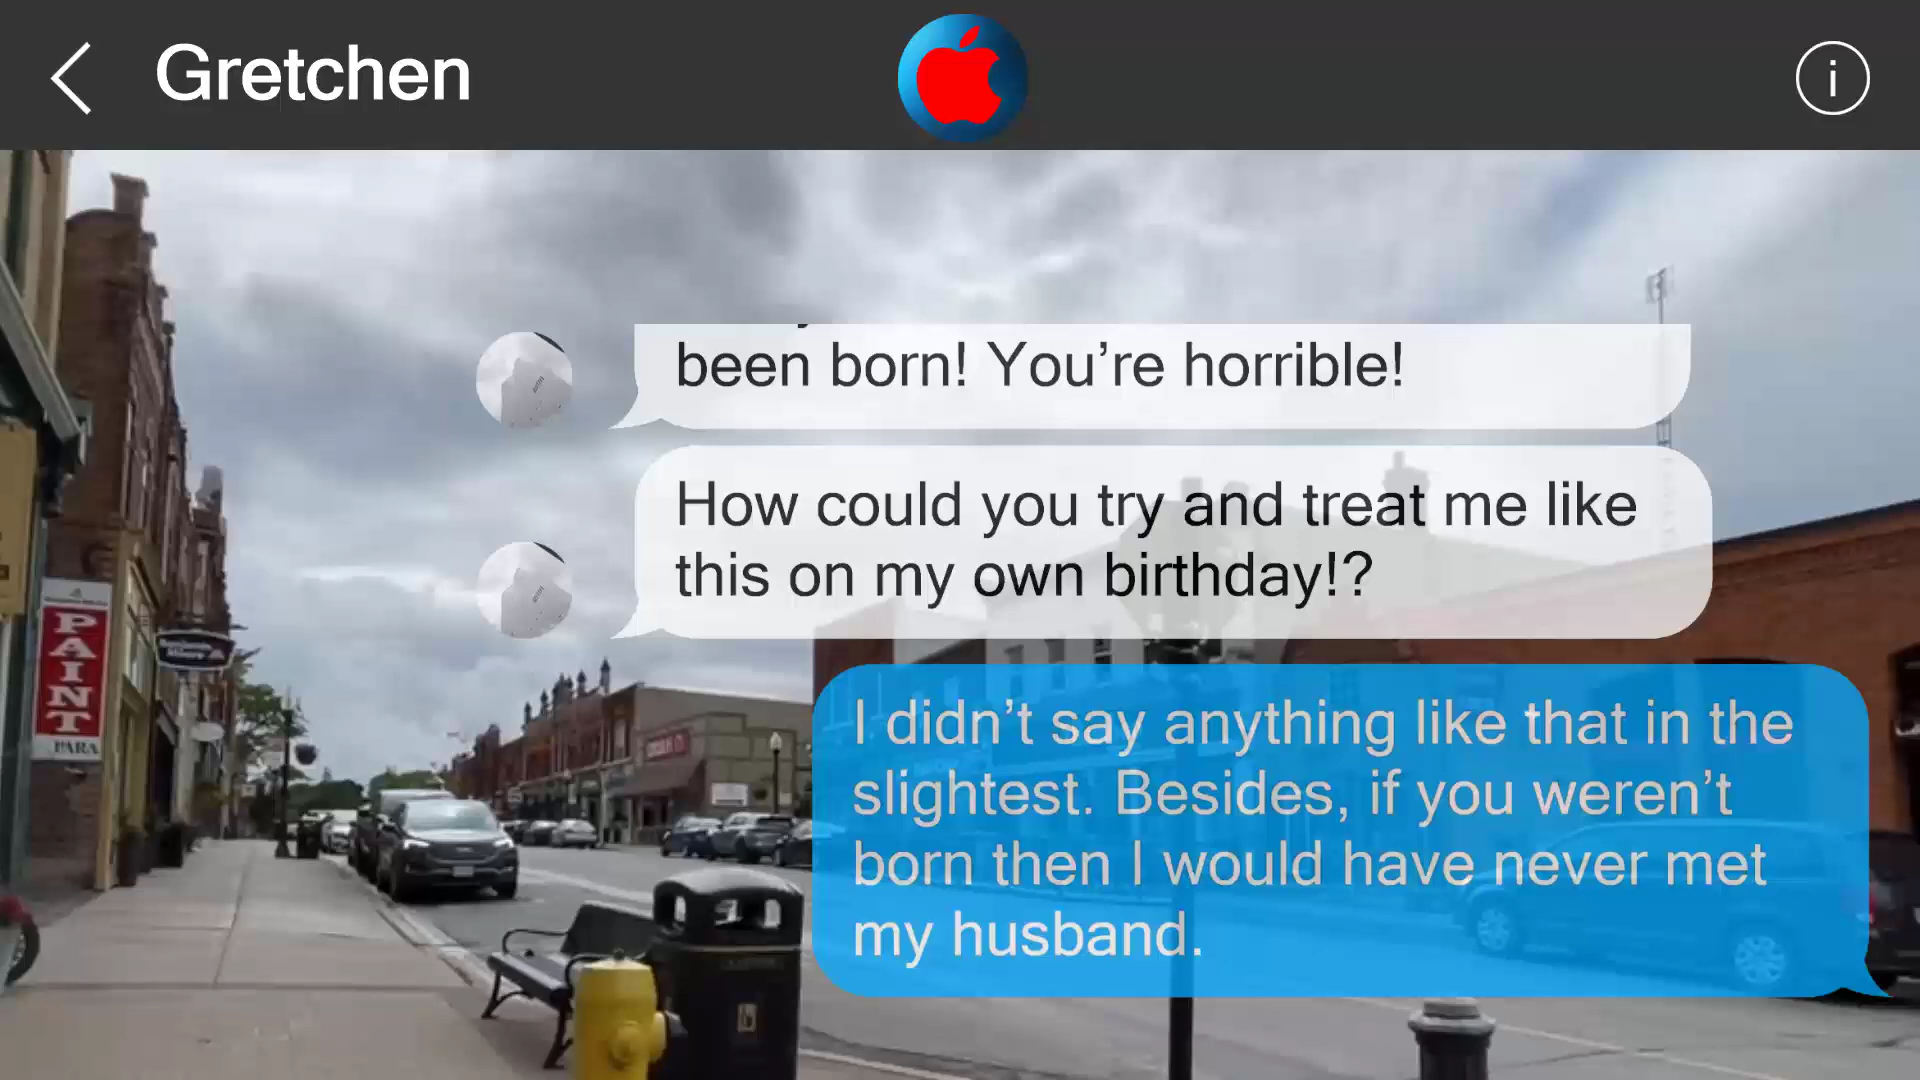 Gretchen
i
been born! You’re horrible!
How could you try and treat me like
this on my own birthday!?
I didn’t say anything like that in the
slightest. Besides, if you weren’t
born then I would have never met
my husband.
PAINT
PARA